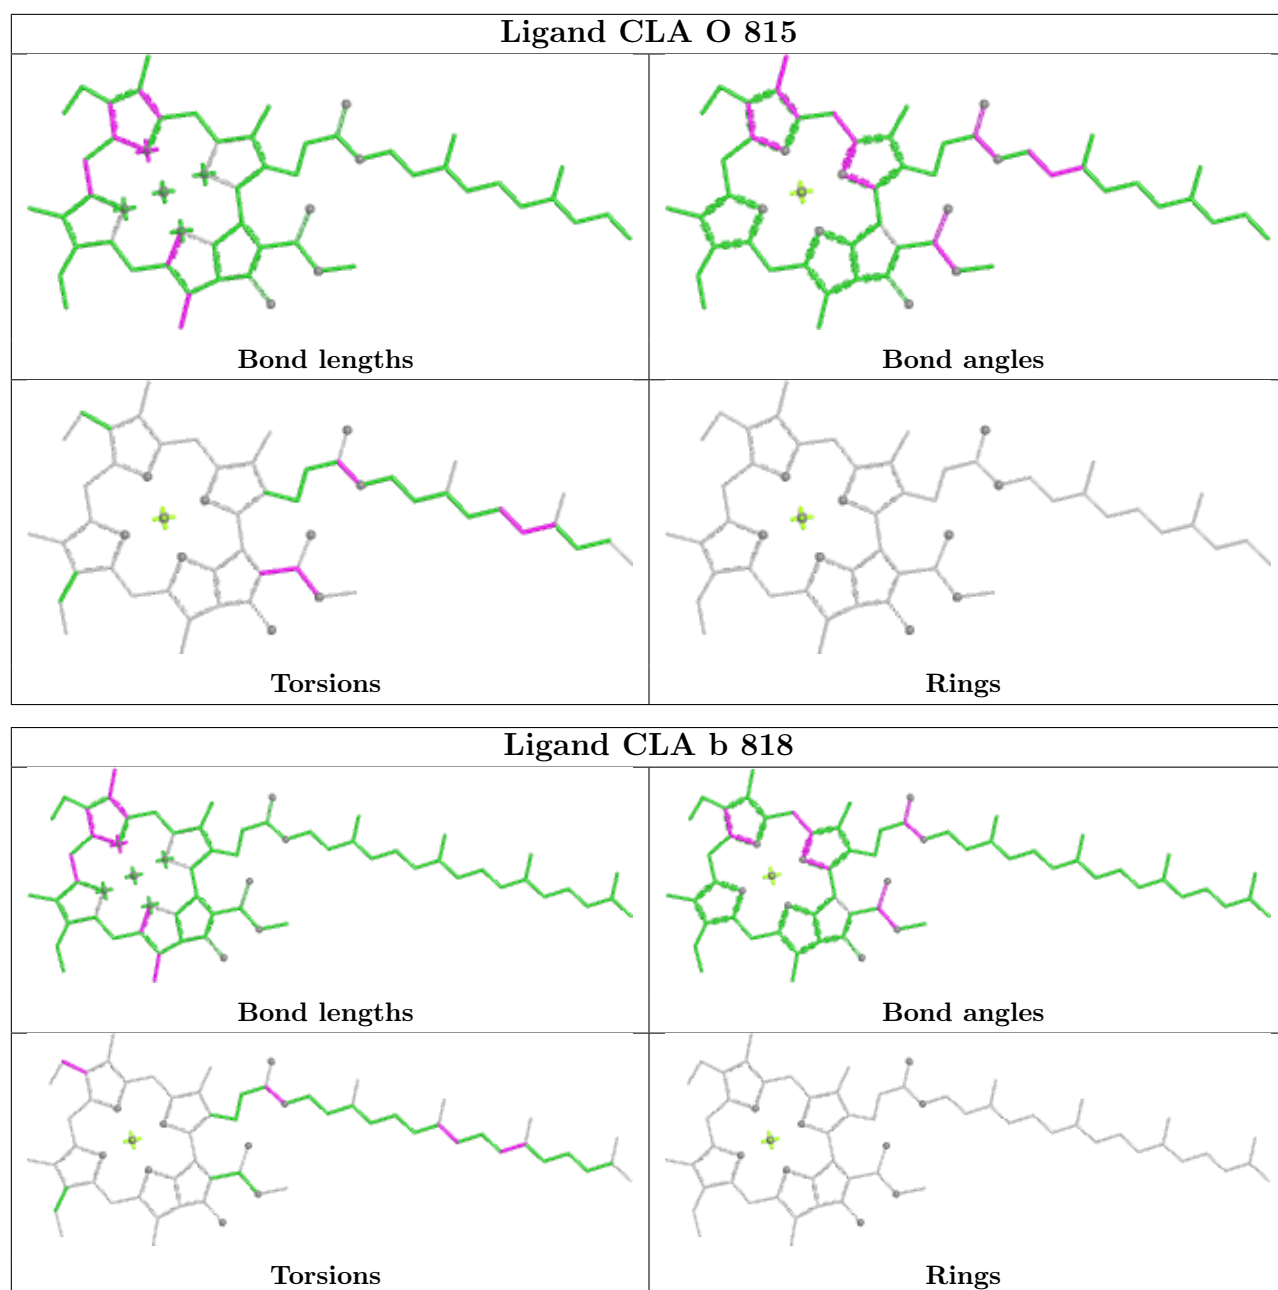 Ligand CLA O 815
Bond lengths
Bond angles
Torsions
Rings
Ligand CLA b 818
Bond lengths
Bond angles
Torsions
Rings